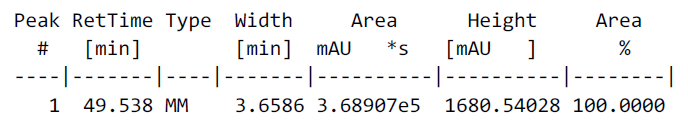 Peak RetTime Type  Width     Area      Height     Area
  #   [min]        [min]  mAU   *s   [mAU   ]      %
----|-------|----|-------|----------|----------|--------|
   1  49.538 MM    3.6586 3.68907e5  1680.54028 100.0000